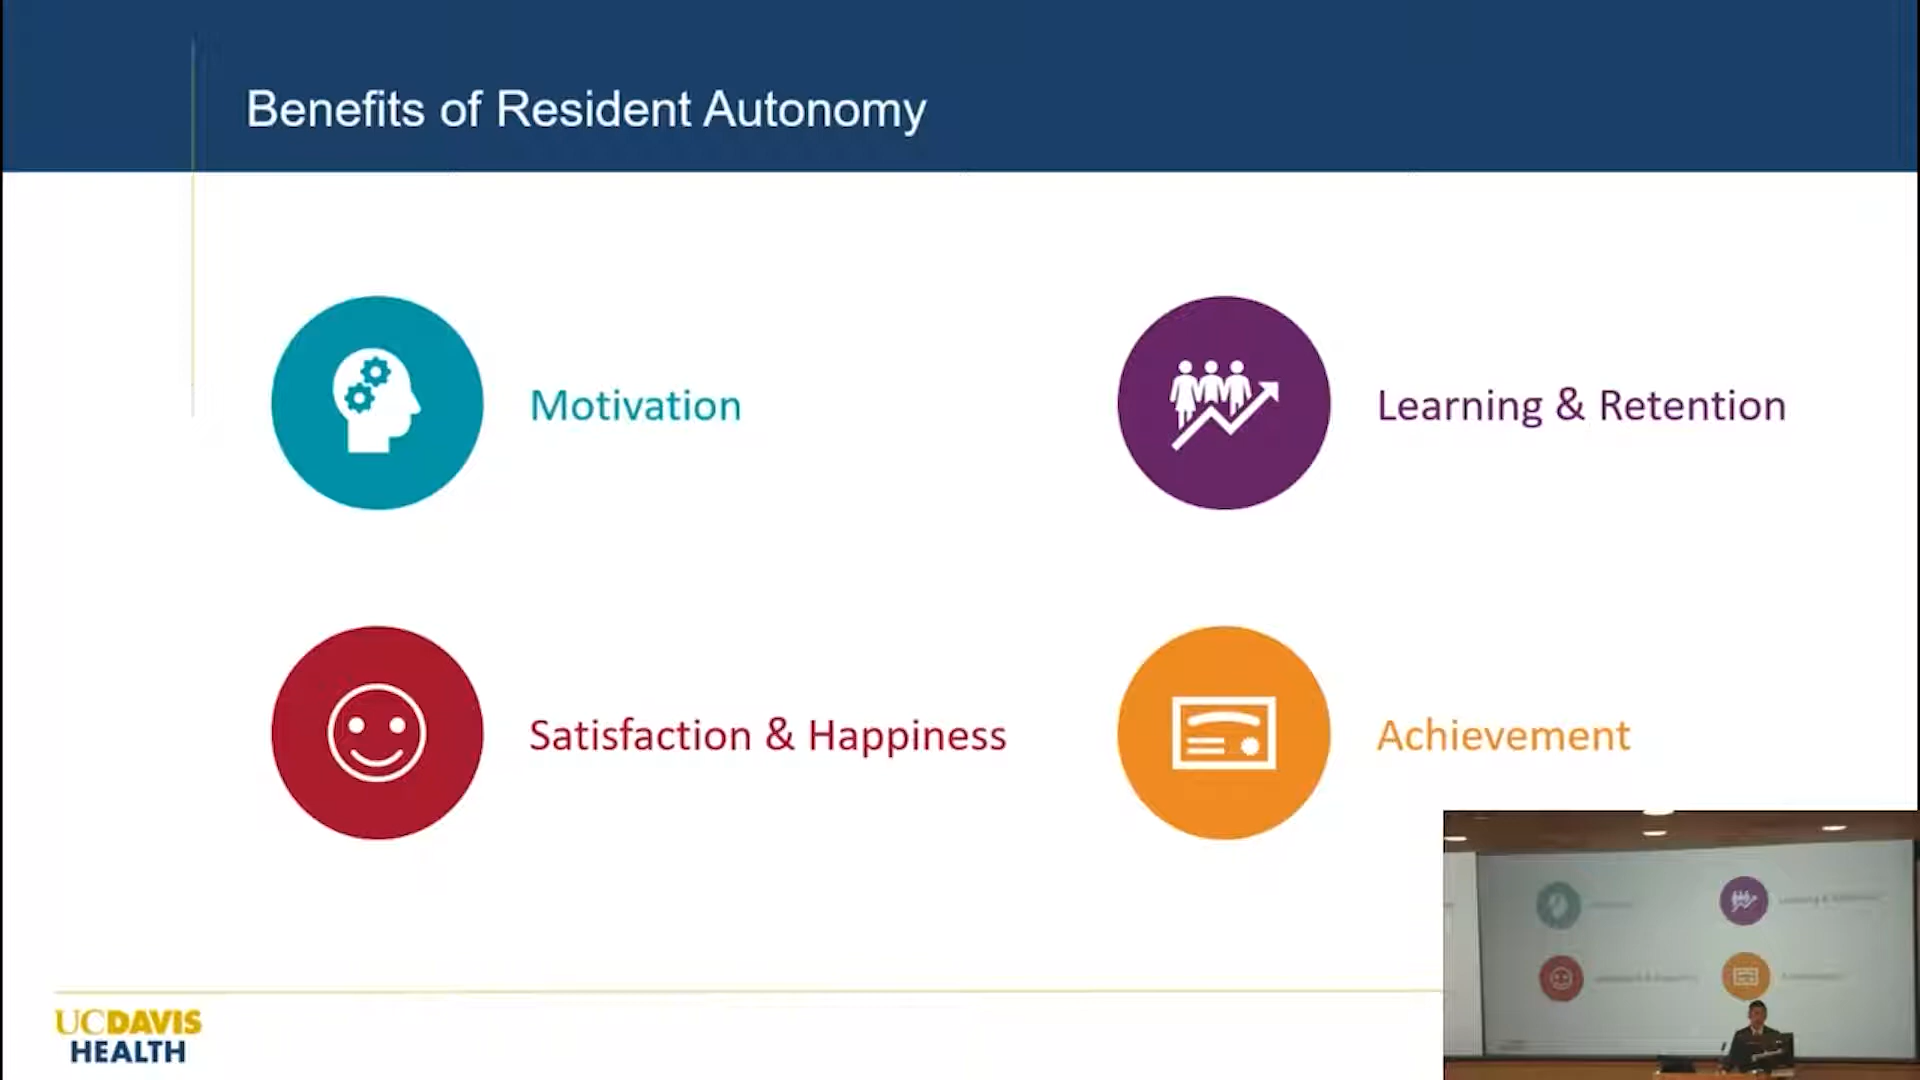 Benefits of Resident Autonomy
Motivation
Learning & Retention
Satisfaction & Happiness
Achievement
UCDAVIS
HEALTH